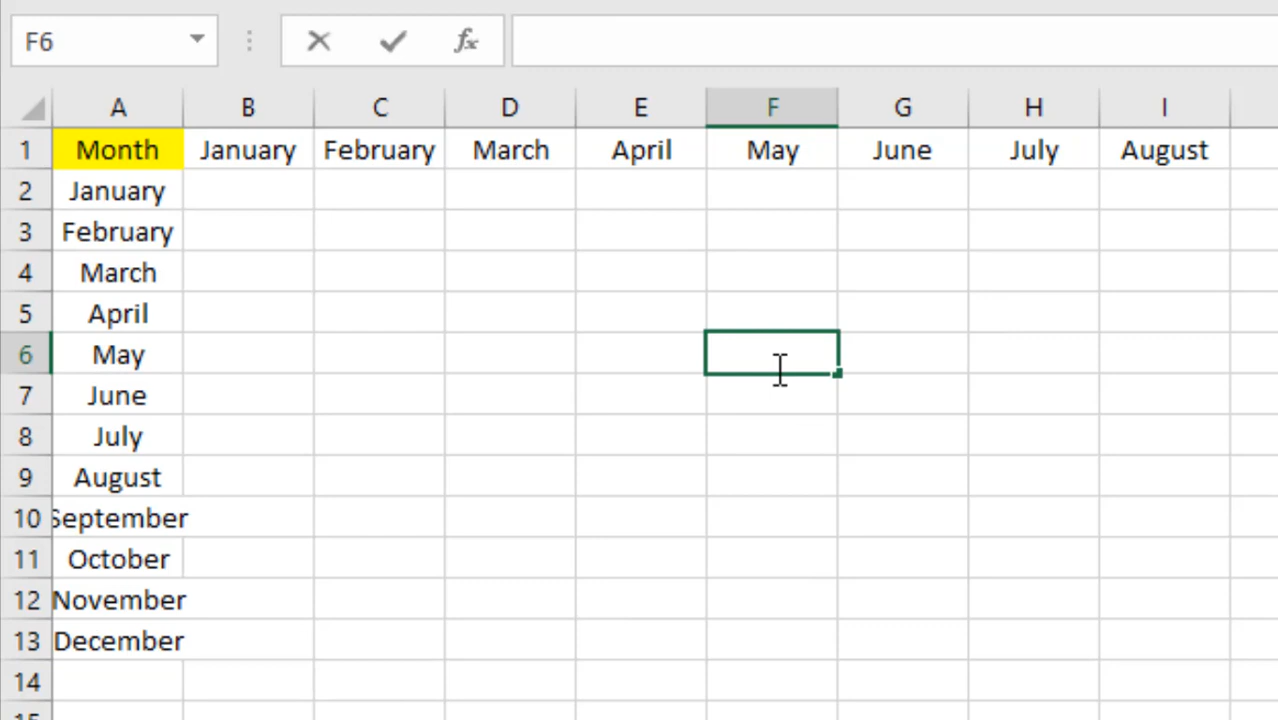 F6
fx
A B C D E F G H I
1 Month January February March April May June July August
2 January
3 February
4 March
5 April
6 May
7 June
8 July
9 August
10 September
11 October
12 November
13 December
14
15